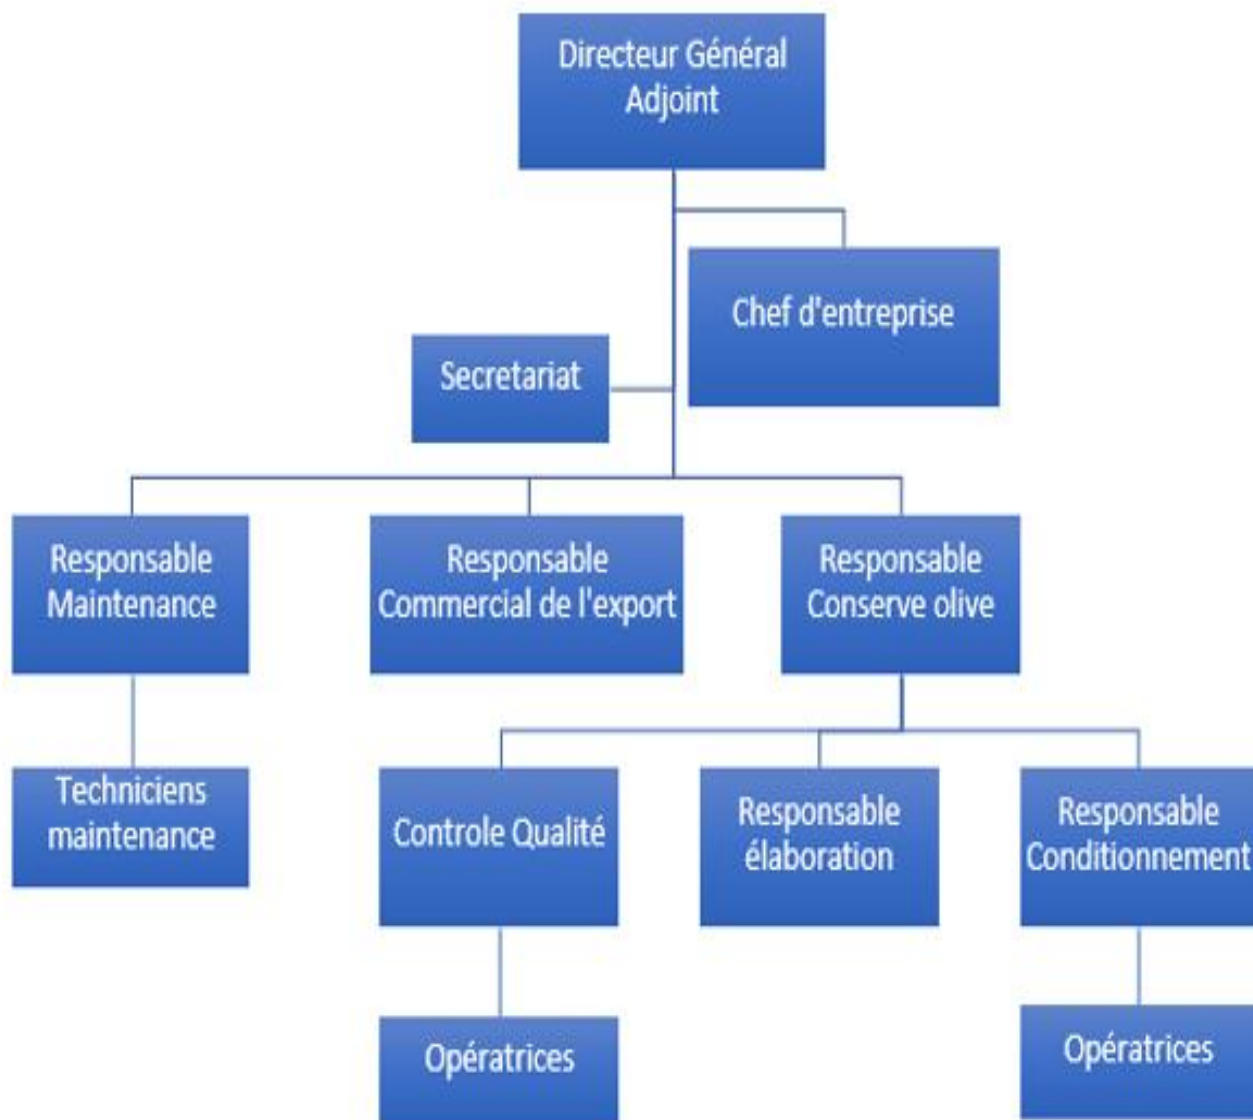 Directeur Général
Adjoint
Chef d'entreprise
Secretariat
Responsable
Maintenance
Responsable
Commercial de l'export
Responsable
Conserve olive
Techniciens
maintenance
Controle Qualité
Responsable
élaboration
Responsable
Conditionnement
Opératrices
Opératrices